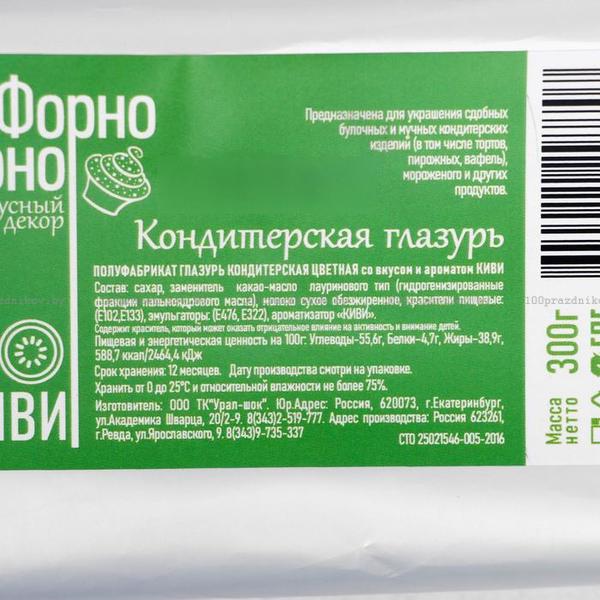 Форно
рно
усный
декор
Предназначена для украшения сдобных
булочных и мучных кондитерских
изделий (в том числе тортов,
пирожных, вафель),
мороженого и других
продуктов.
Кондитерская глазурь
ПОЛУФАБРИКАТ ГЛАЗУРЬ КОНДИТЕРСКАЯ ЦВЕТНАЯ со вкусом и ароматом КИВИ
Состав: сахар, заменитель какао-масло лауринового типа (гидрогенизированные
фракции пальмоядрового масла), молоко сухое обезжиренное, красители пищевые:
(Е102,Е133), эмульгаторы: (Е476, Е322), ароматизатор «КИВИ».
Содержит краситель, который может оказать отрицательное влияние на активность и внимание детей.
Пищевая и энергетическая ценность на 100г: Углеводы-55,6г, Белки-4,7г, Жиры-38,9г,
588,7 ккал/2464,4 кДж
Срок хранения: 12 месяцев. Дату производства смотри на упаковке.
Хранить от 0 до 25°С и относительной влажности не более 75%.
Изготовитель: ООО ТК"Урал-шок". Юр.Адрес: Россия, 620073, г.Екатеринбург,
ул.Академика Шварца, 20/2-9. 8(343)2-519-777. Адрес производства: Россия 623261,
г.Ревда, ул.Ярославского, 9. 8(343)9-735-337
СТО 25021546-005-2016
ИВИ
Масса
нетто
300г
100prazdnikov